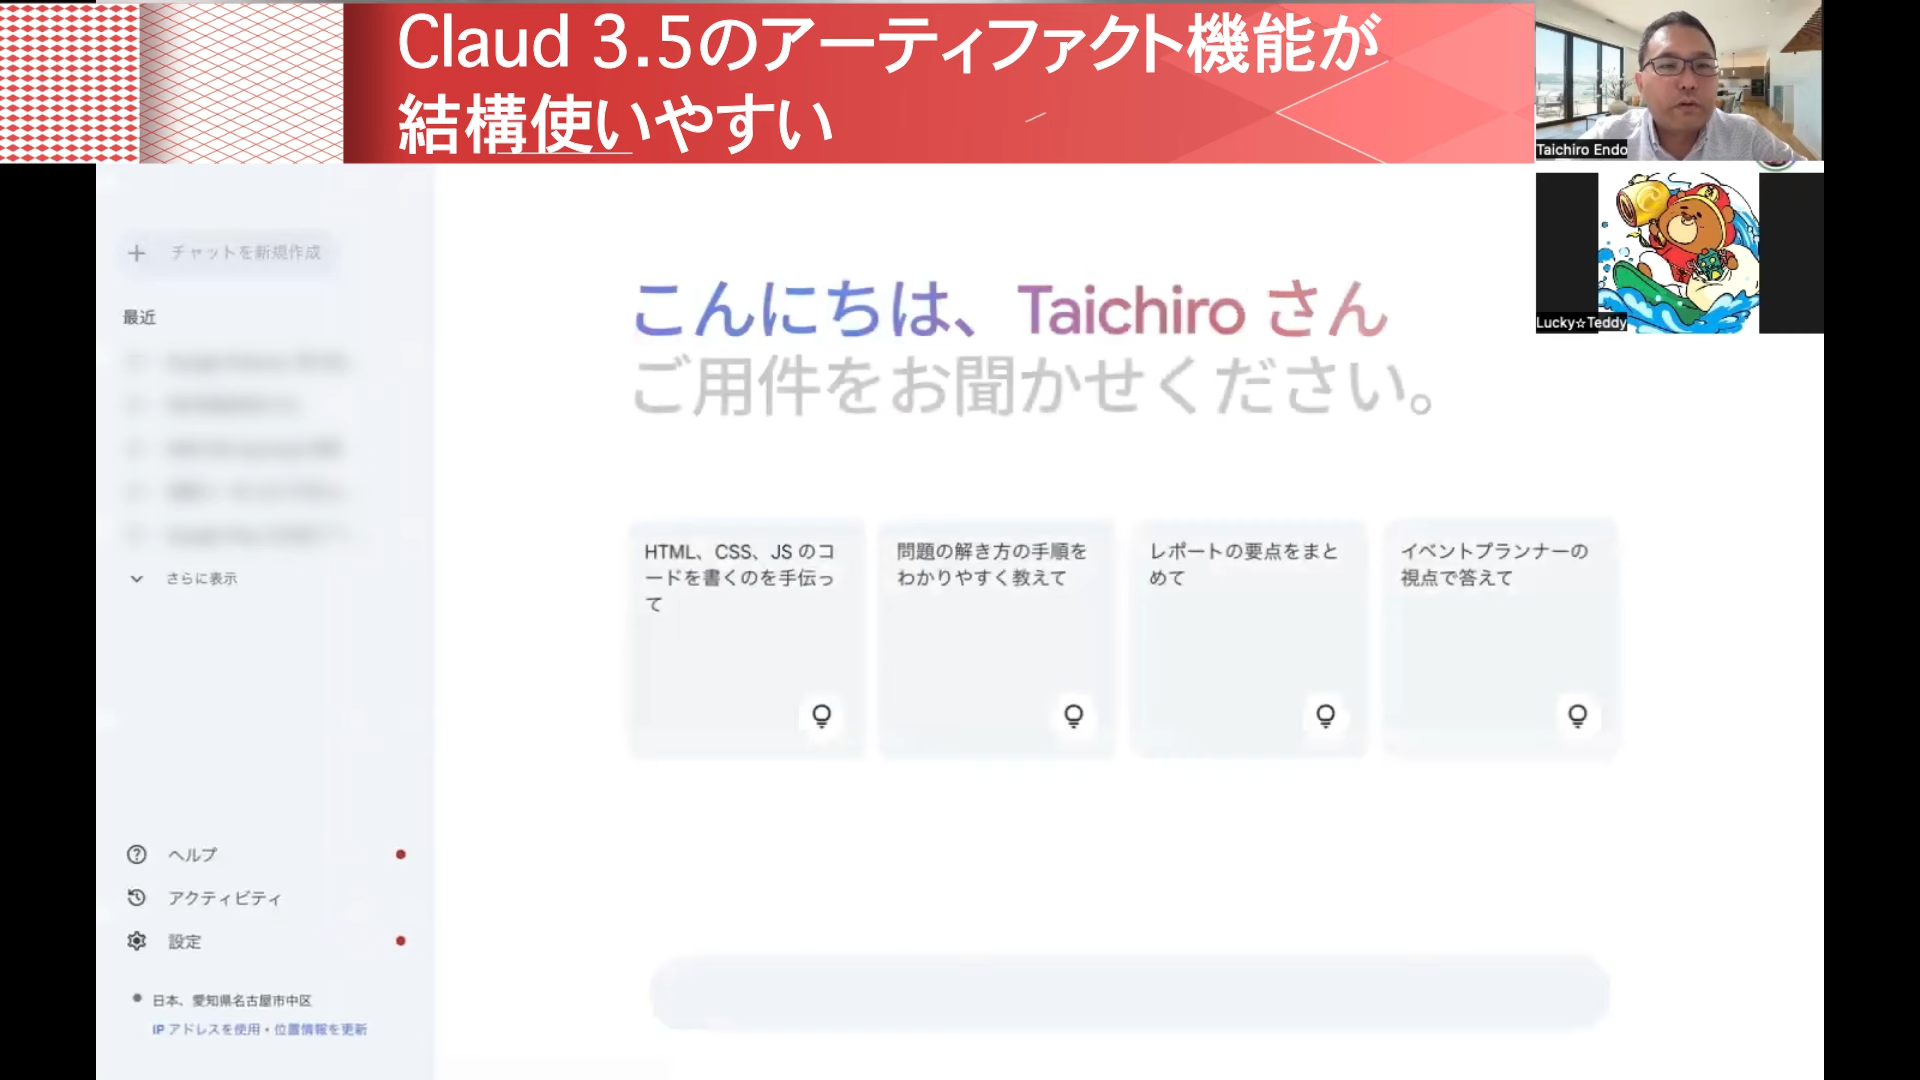 Claud 3.5のアーティファクト機能が
結構使いやすい
Taichiro Endo
Lucky☆Teddy
チャットを新規作成
最近
さらに表示
ヘルプ
アクティビティ
設定
日本、愛知県名古屋市中区
IP アドレスを使用・位置情報を更新
こんにちは、Taichiro さん
ご用件をお聞かせください。
HTML、CSS、JS のコ
ードを書くのを手伝っ
て
問題の解き方の手順を
わかりやすく教えて
レポートの要点をまと
めて
イベントプランナーの
視点で答えて